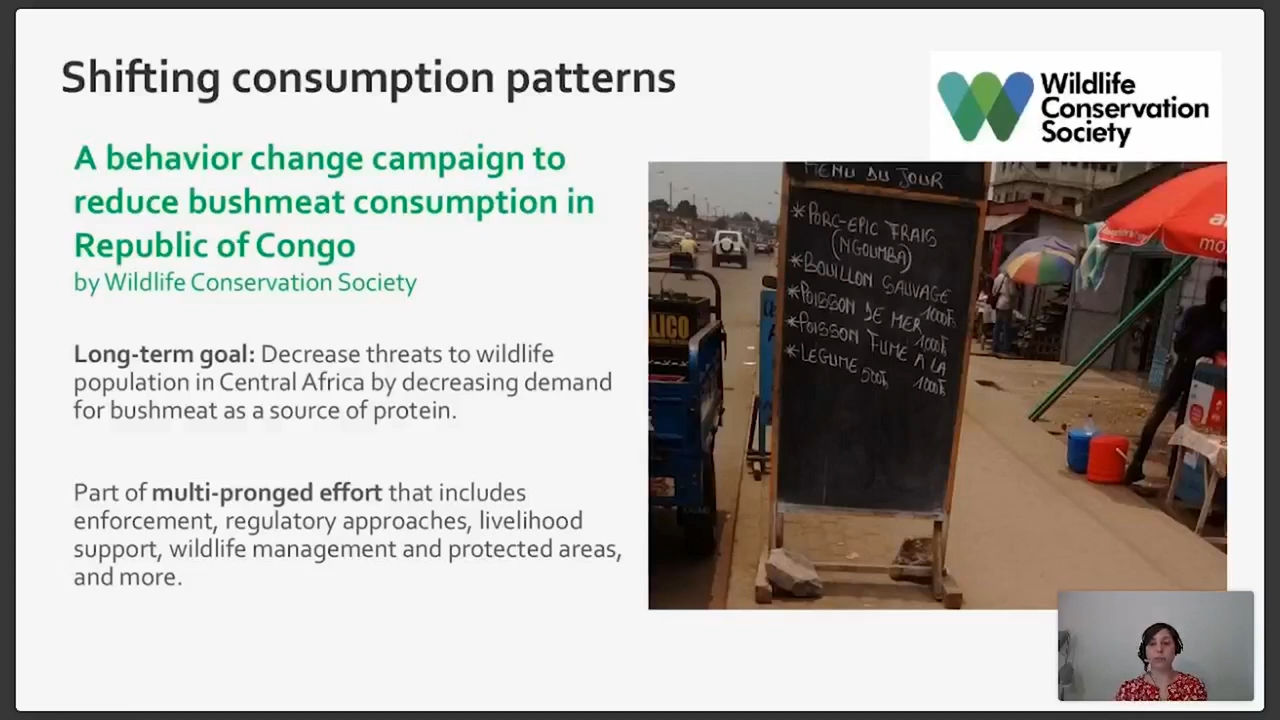 Shifting consumption patterns
Wildlife
Conservation
Society
A behavior change campaign to
reduce bushmeat consumption in
Republic of Congo
by Wildlife Conservation Society
Long-term goal: Decrease threats to wildlife
population in Central Africa by decreasing demand
for bushmeat as a source of protein.
Part of multi-pronged effort that includes
enforcement, regulatory approaches, livelihood
support, wildlife management and protected areas,
and more.
MENU DU JOUR
*PORC-EPIC FRAIS
(NGOUMBA)
*BOUILLON SAUVAGE
1000F
*POISSON DE MER
1000F
*POISSON FUME A LA
1000F
*LEGUME 500F
LICO